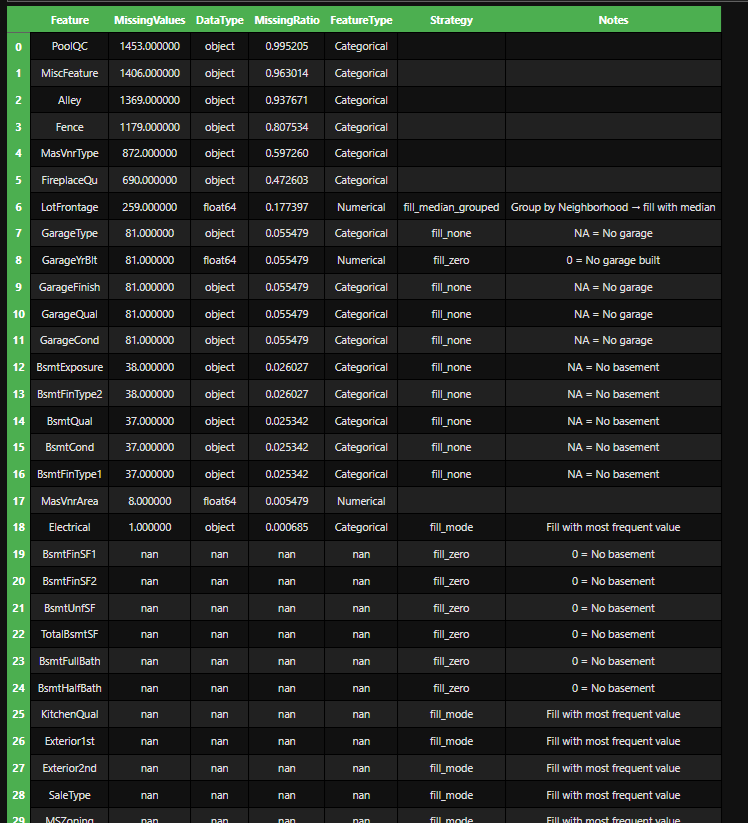 Feature MissingValues DataType MissingRatio FeatureType Strategy Notes
0 PoolQC 1453.000000 object 0.995205 Categorical
1 MiscFeature 1406.000000 object 0.963014 Categorical
2 Alley 1369.000000 object 0.937671 Categorical
3 Fence 1179.000000 object 0.807534 Categorical
4 MasVnrType 872.000000 object 0.597260 Categorical
5 FireplaceQu 690.000000 object 0.472603 Categorical
6 LotFrontage 259.000000 float64 0.177397 Numerical fill_median_grouped Group by Neighborhood → fill with median
7 GarageType 81.000000 object 0.055479 Categorical fill_none NA = No garage
8 GarageYrBlt 81.000000 float64 0.055479 Numerical fill_zero 0 = No garage built
9 GarageFinish 81.000000 object 0.055479 Categorical fill_none NA = No garage
10 GarageQual 81.000000 object 0.055479 Categorical fill_none NA = No garage
11 GarageCond 81.000000 object 0.055479 Categorical fill_none NA = No garage
12 BsmtExposure 38.000000 object 0.026027 Categorical fill_none NA = No basement
13 BsmtFinType2 38.000000 object 0.026027 Categorical fill_none NA = No basement
14 BsmtQual 37.000000 object 0.025342 Categorical fill_none NA = No basement
15 BsmtCond 37.000000 object 0.025342 Categorical fill_none NA = No basement
16 BsmtFinType1 37.000000 object 0.025342 Categorical fill_none NA = No basement
17 MasVnrArea 8.000000 float64 0.005479 Numerical
18 Electrical 1.000000 object 0.000685 Categorical fill_mode Fill with most frequent value
19 BsmtFinSF1 nan nan nan nan fill_zero 0 = No basement
20 BsmtFinSF2 nan nan nan nan fill_zero 0 = No basement
21 BsmtUnfSF nan nan nan nan fill_zero 0 = No basement
22 TotalBsmtSF nan nan nan nan fill_zero 0 = No basement
23 BsmtFullBath nan nan nan nan fill_zero 0 = No basement
24 BsmtHalfBath nan nan nan nan fill_zero 0 = No basement
25 KitchenQual nan nan nan nan fill_mode Fill with most frequent value
26 Exterior1st nan nan nan nan fill_mode Fill with most frequent value
27 Exterior2nd nan nan nan nan fill_mode Fill with most frequent value
28 SaleType nan nan nan nan fill_mode Fill with most frequent value
29 MSZoning nan nan nan nan fill_mode Fill with most frequent value